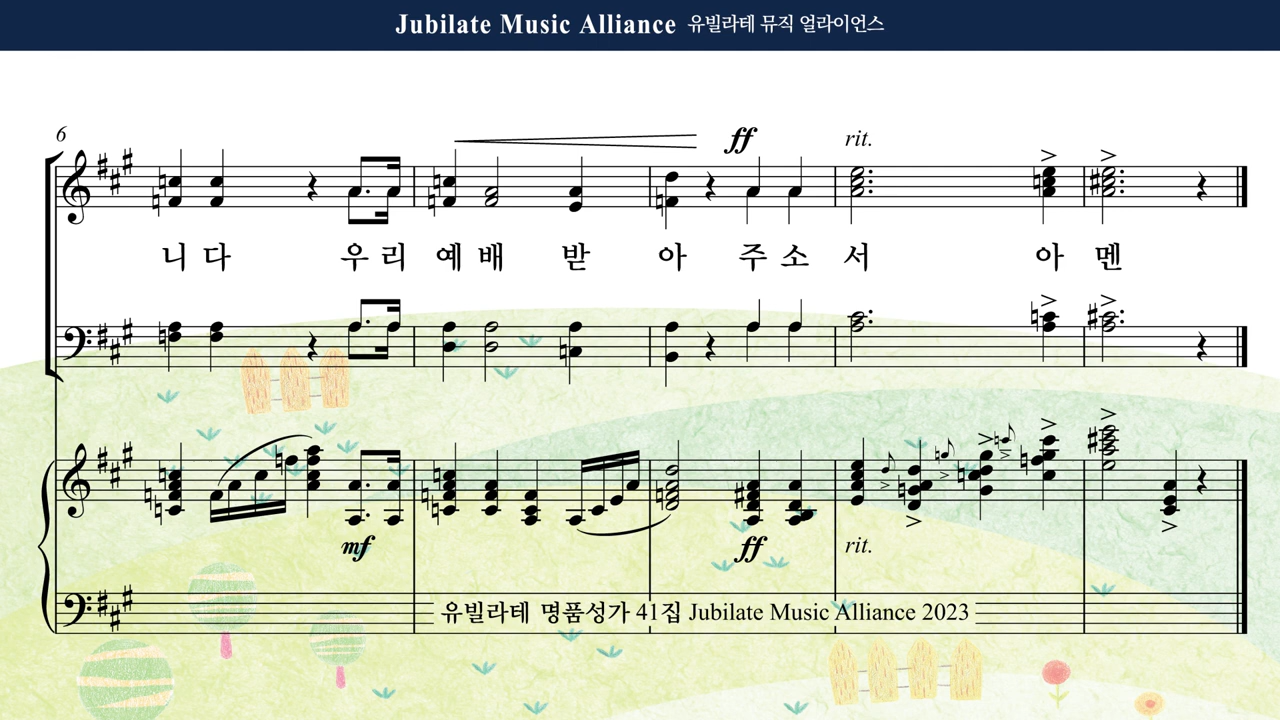 Jubilate Music Alliance 유빌라테 뮤직 얼라이언스
6
ff rit.
니다 우리 예배 받 아 주소 서 아 멘
mf ff rit.
유빌라테 명품성가 41집 Jubilate Music Alliance 2023